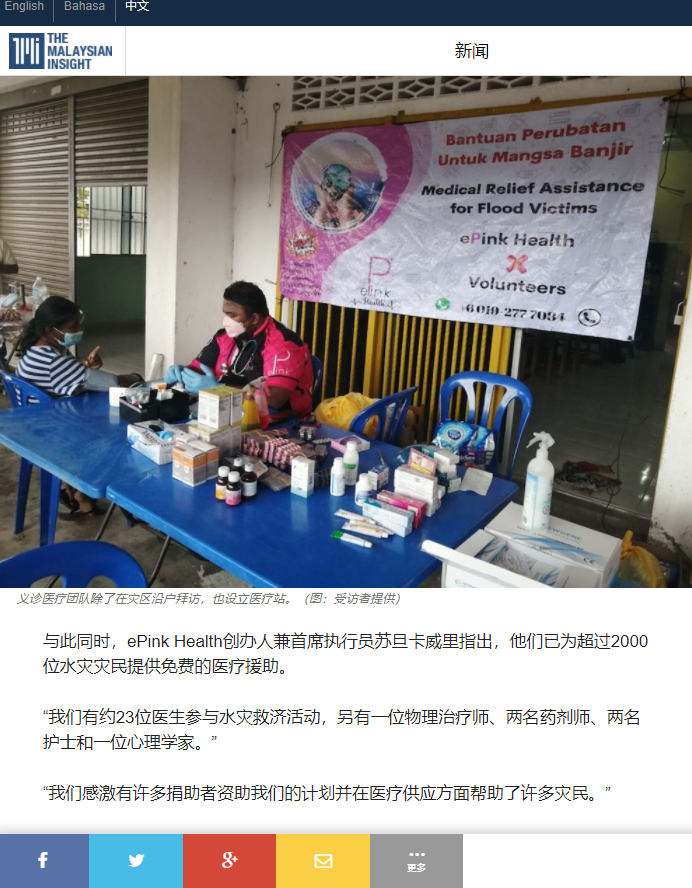 English
Bahasa
中文
THE
MALAYSIAN
INSIGHT
新闻
Bantuan Perubatan
Untuk Mangsa Banjir
Medical Relief Assistance
for Flood Victims
ePink Health
Volunteers
义诊医疗团队除了在灾区沿户拜访，也设立医疗站。（图：受访者提供）
与此同时，ePink Health创办人兼首席执行员苏旦卡威里指出，他们已为超过2000
位水灾灾民提供免费的医疗援助。
“我们有约23位医生参与水灾救济活动，另有一位物理治疗师、两名药剂师、两名
护士和一位心理学家。”
“我们感激有许多捐助者资助我们的计划并在医疗供应方面帮助了许多灾民。”
更多